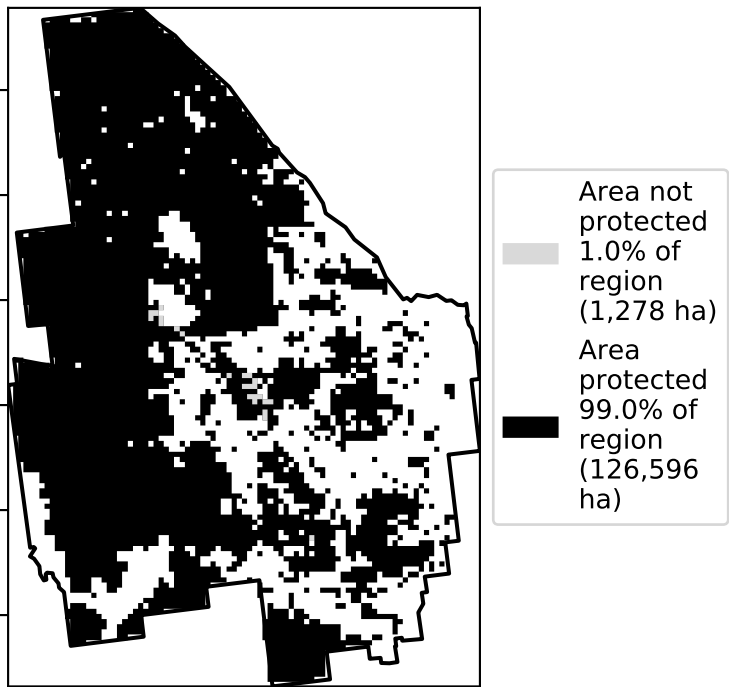 Area not
protected
1.0% of
region
(1,278 ha)
Area
protected
99.0% of
region
(126,596
ha)